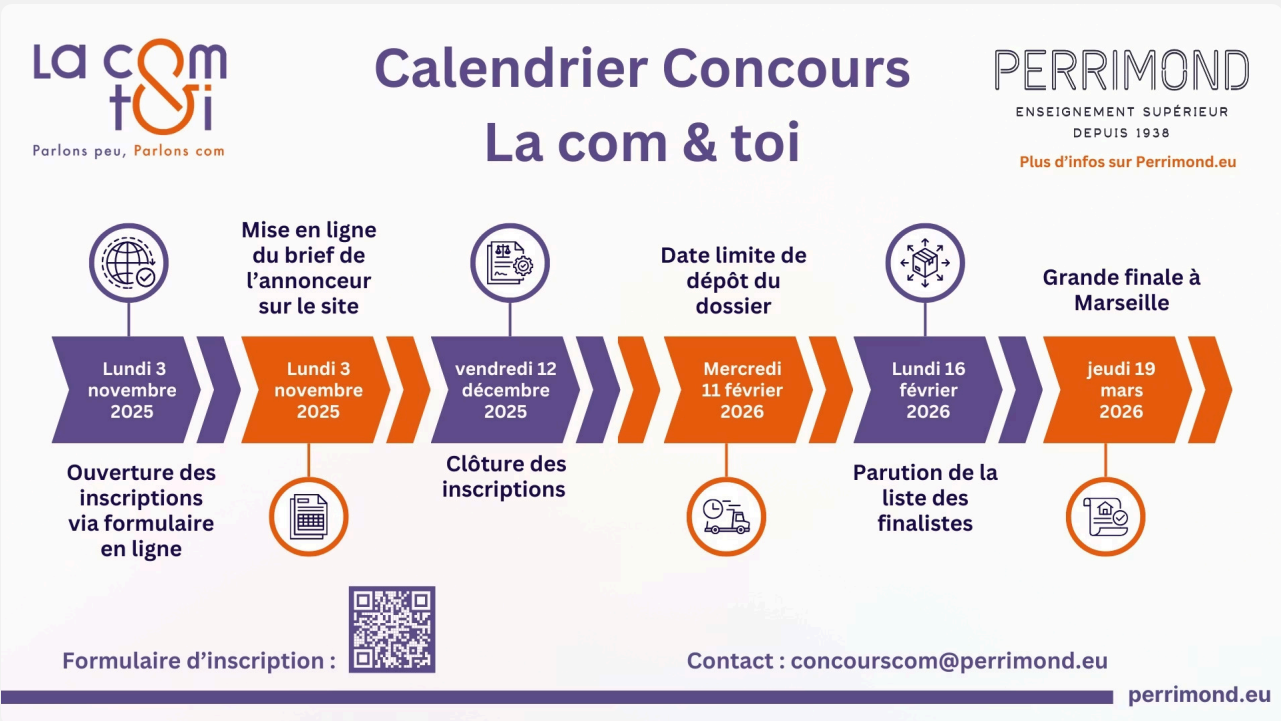 La com
t&i
Parlons peu, Parlons com
Calendrier Concours
La com & toi
PERRIMOND
ENSEIGNEMENT SUPÉRIEUR
DEPUIS 1938
Plus d'infos sur Perrimond.eu
Lundi 3
novembre
2025
Ouverture des
inscriptions
via formulaire
en ligne
Mise en ligne
du brief de
l'annonceur
sur le site
Lundi 3
novembre
2025
vendredi 12
décembre
2025
Clôture des
inscriptions
Date limite de
dépôt du
dossier
Mercredi
11 février
2026
Lundi 16
février
2026
Parution de la
liste des
finalistes
Grande finale à
Marseille
jeudi 19
mars
2026
Formulaire d'inscription :
Contact : concourscom@perrimond.eu
perrimond.eu